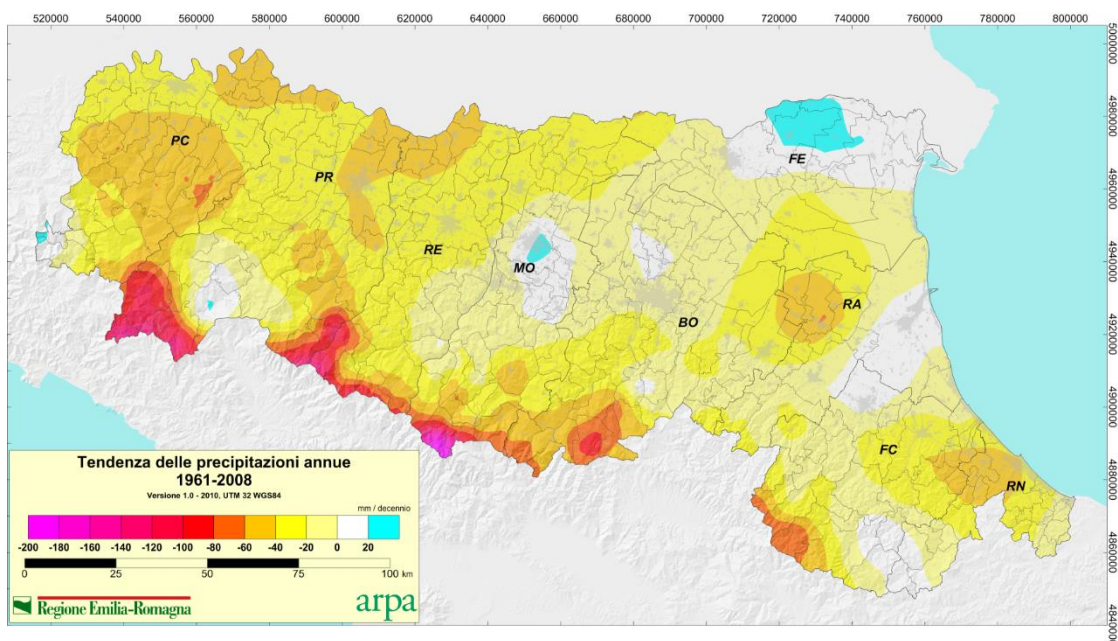 520000 540000 560000 580000 600000 620000 640000 660000 680000 700000 720000 740000 760000 780000 800000
5000000
4980000
4960000
4940000
4920000
4900000
4880000
4860000
PC
FE
PR
RE
MO
RA
BO
FC
RN
Tendenza delle precipitazioni annue
1961-2008
Versione 1.0 - 2010, UTM 32 WGS84
mm / decennio
-200 -180 -160 -140 -120 -100 -80 -60 -40 -20 0 20
0 25 50 75 100 km
Regione Emilia-Romagna
arpa